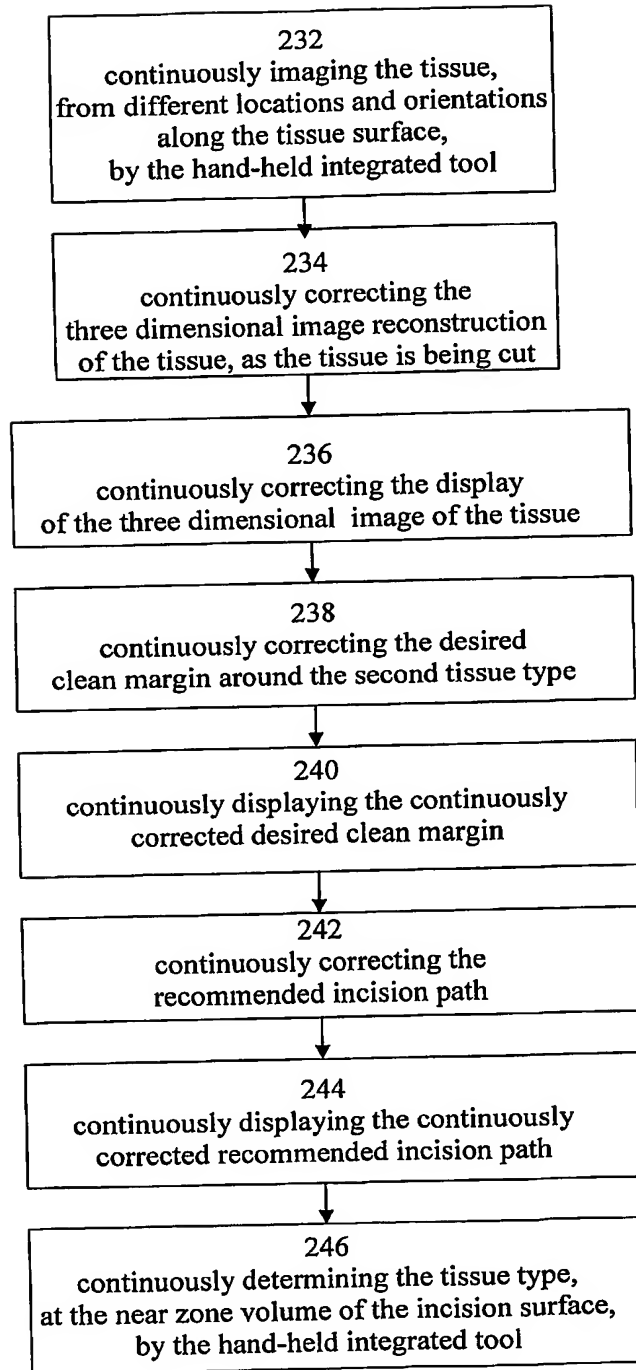 232
continuously imaging the tissue,
from different locations and orientations
along the tissue surface,
by the hand-held integrated tool
234
continuously correcting the
three dimensional image reconstruction
of the tissue, as the tissue is being cut
236
continuously correcting the display
of the three dimensional image of the tissue
238
continuously correcting the desired
clean margin around the second tissue type
240
continuously displaying the continuously
corrected desired clean margin
242
continuously correcting the
recommended incision path
244
continuously displaying the continuously
corrected recommended incision path
246
continuously determining the tissue type,
at the near zone volume of the incision surface,
by the hand-held integrated tool